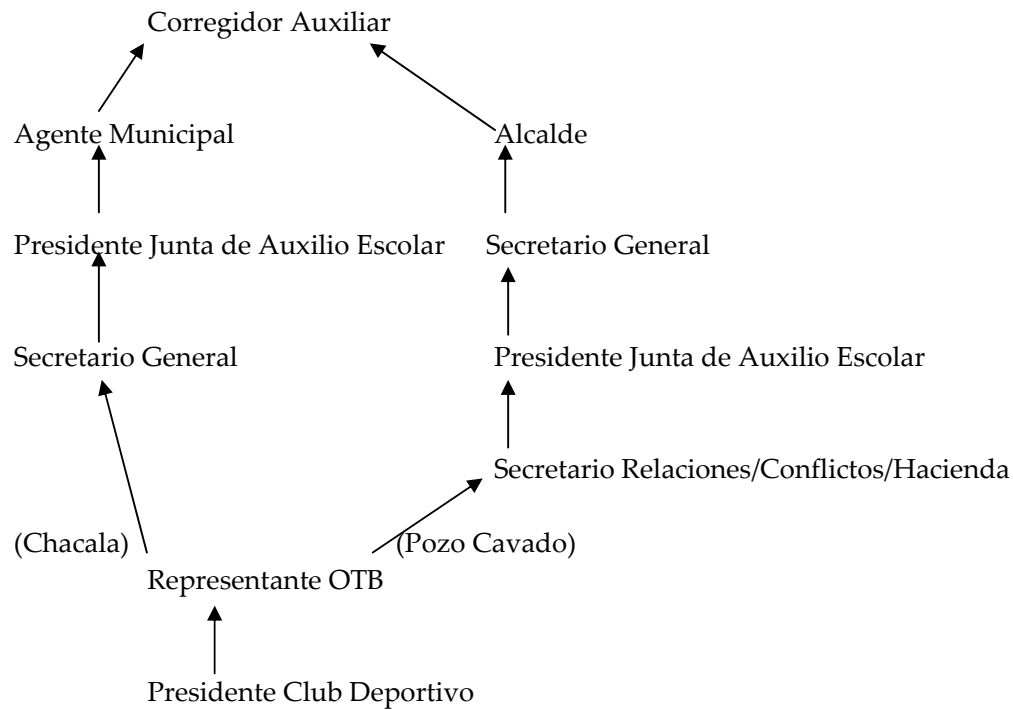 Corregidor Auxiliar
Agente Municipal
Alcalde
Presidente Junta de Auxilio Escolar
Secretario General
Secretario General
Presidente Junta de Auxilio Escolar
Secretario Relaciones/Conflictos/Hacienda
(Chacala)
(Pozo Cavado)
Representante OTB
Presidente Club Deportivo